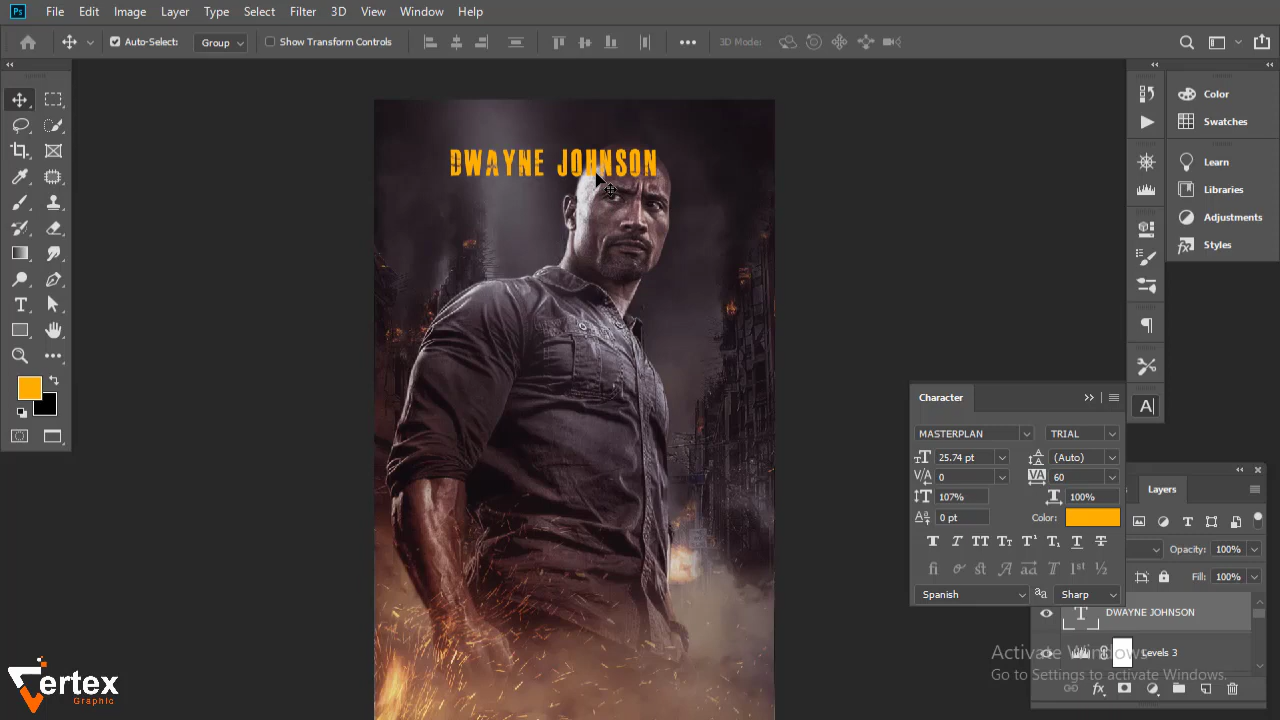 Ps File Edit Image Layer Type Select Filter 3D View Window Help
Auto-Select: Group Show Transform Controls 3D Mode:
Color
Swatches
Learn
Libraries
Adjustments
Styles
DWAYNE JOHNSON
Character
MASTERPLAN TRIAL
25.74 pt (Auto)
0 60
107% 100%
0 pt Color:
Spanish aa Sharp
Layers
Opacity: 100%
Fill: 100%
DWAYNE JOHNSON
Levels 3
Activate Windows
Go to Settings to activate Windows.
Vertex
Graphic